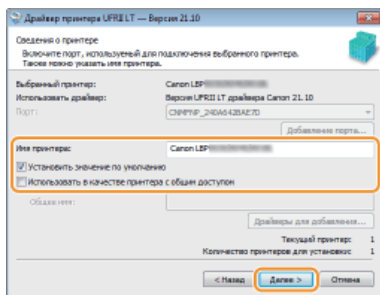 Драйвер принтера UFRII LT — Версия 21.10
Сведения о принтере
Включите порт, используемый для подключения выбранного принтера.
Также можно указать имя принтера.
Выбранный принтер: Canon LBP
Использовать драйвер: Версия UFRII LT драйвера Canon 21.10
Порт: CNMFNP_240A642BAE7D
Добавление порта...
Имя принтера: Canon LBP
Установить значение по умолчанию
Использовать в качестве принтера с общим доступом
Общее имя:
Драйверы для добавления...
Текущий принтер: 1
Количество принтеров для установки: 1
< Назад Далее > Отмена